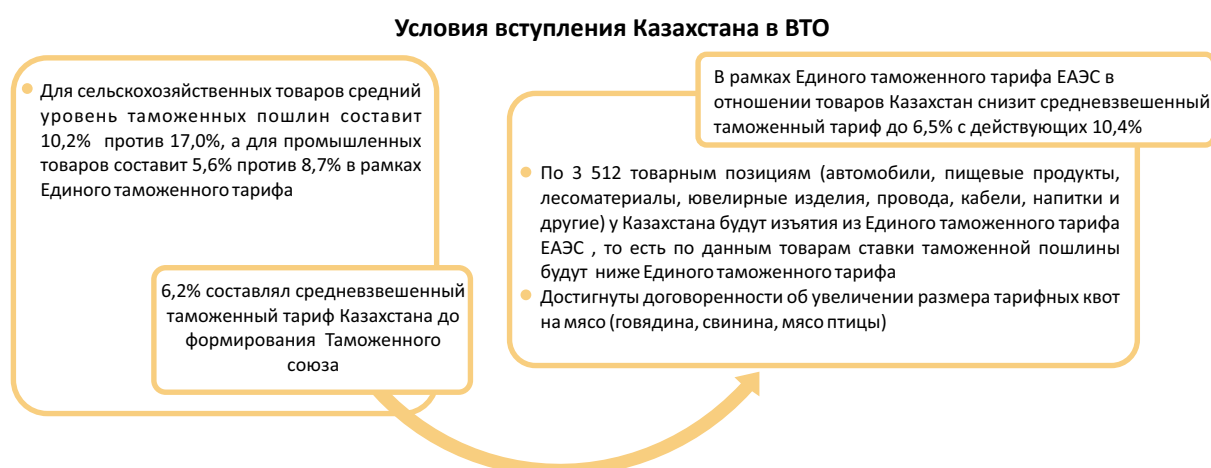 Условия вступления Казахстана в ВТО
Для сельскохозяйственных товаров средний
уровень таможенных пошлин составит
10,2% против 17,0%, а для промышленных
товаров составит 5,6% против 8,7% в рамках
Единого таможенного тарифа
6,2% составлял средневзвешенный
таможенный тариф Казахстана до
формирования Таможенного
союза
В рамках Единого таможенного тарифа ЕАЭС в
отношении товаров Казахстан снизит средневзвешенный
таможенный тариф до 6,5% с действующих 10,4%
По 3 512 товарным позициям (автомобили, пищевые продукты,
лесоматериалы, ювелирные изделия, провода, кабели, напитки и
другие) у Казахстана будут изъятия из Единого таможенного тарифа
ЕАЭС , то есть по данным товарам ставки таможенной пошлины
будут ниже Единого таможенного тарифа
Достигнуты договоренности об увеличении размера тарифных квот
на мясо (говядина, свинина, мясо птицы)